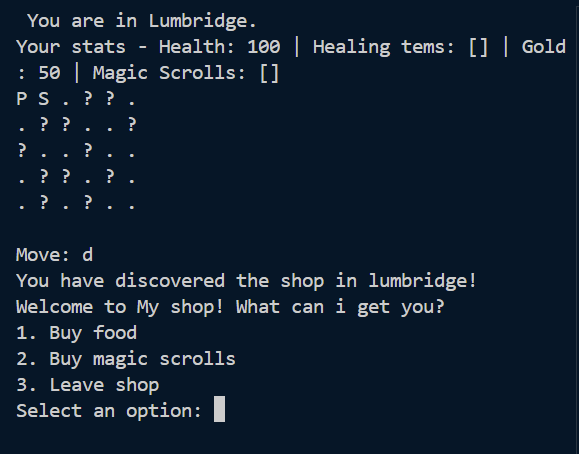 You are in Lumbridge.
Your stats - Health: 100 | Healing tems: [] | Gold
: 50 | Magic Scrolls: []
P S . ? ? .
. ? ? . . ?
? . . ? . .
. ? ? . ? .
. ? . ? . .
Move: d
You have discovered the shop in lumbridge!
Welcome to My shop! What can i get you?
1. Buy food
2. Buy magic scrolls
3. Leave shop
Select an option: